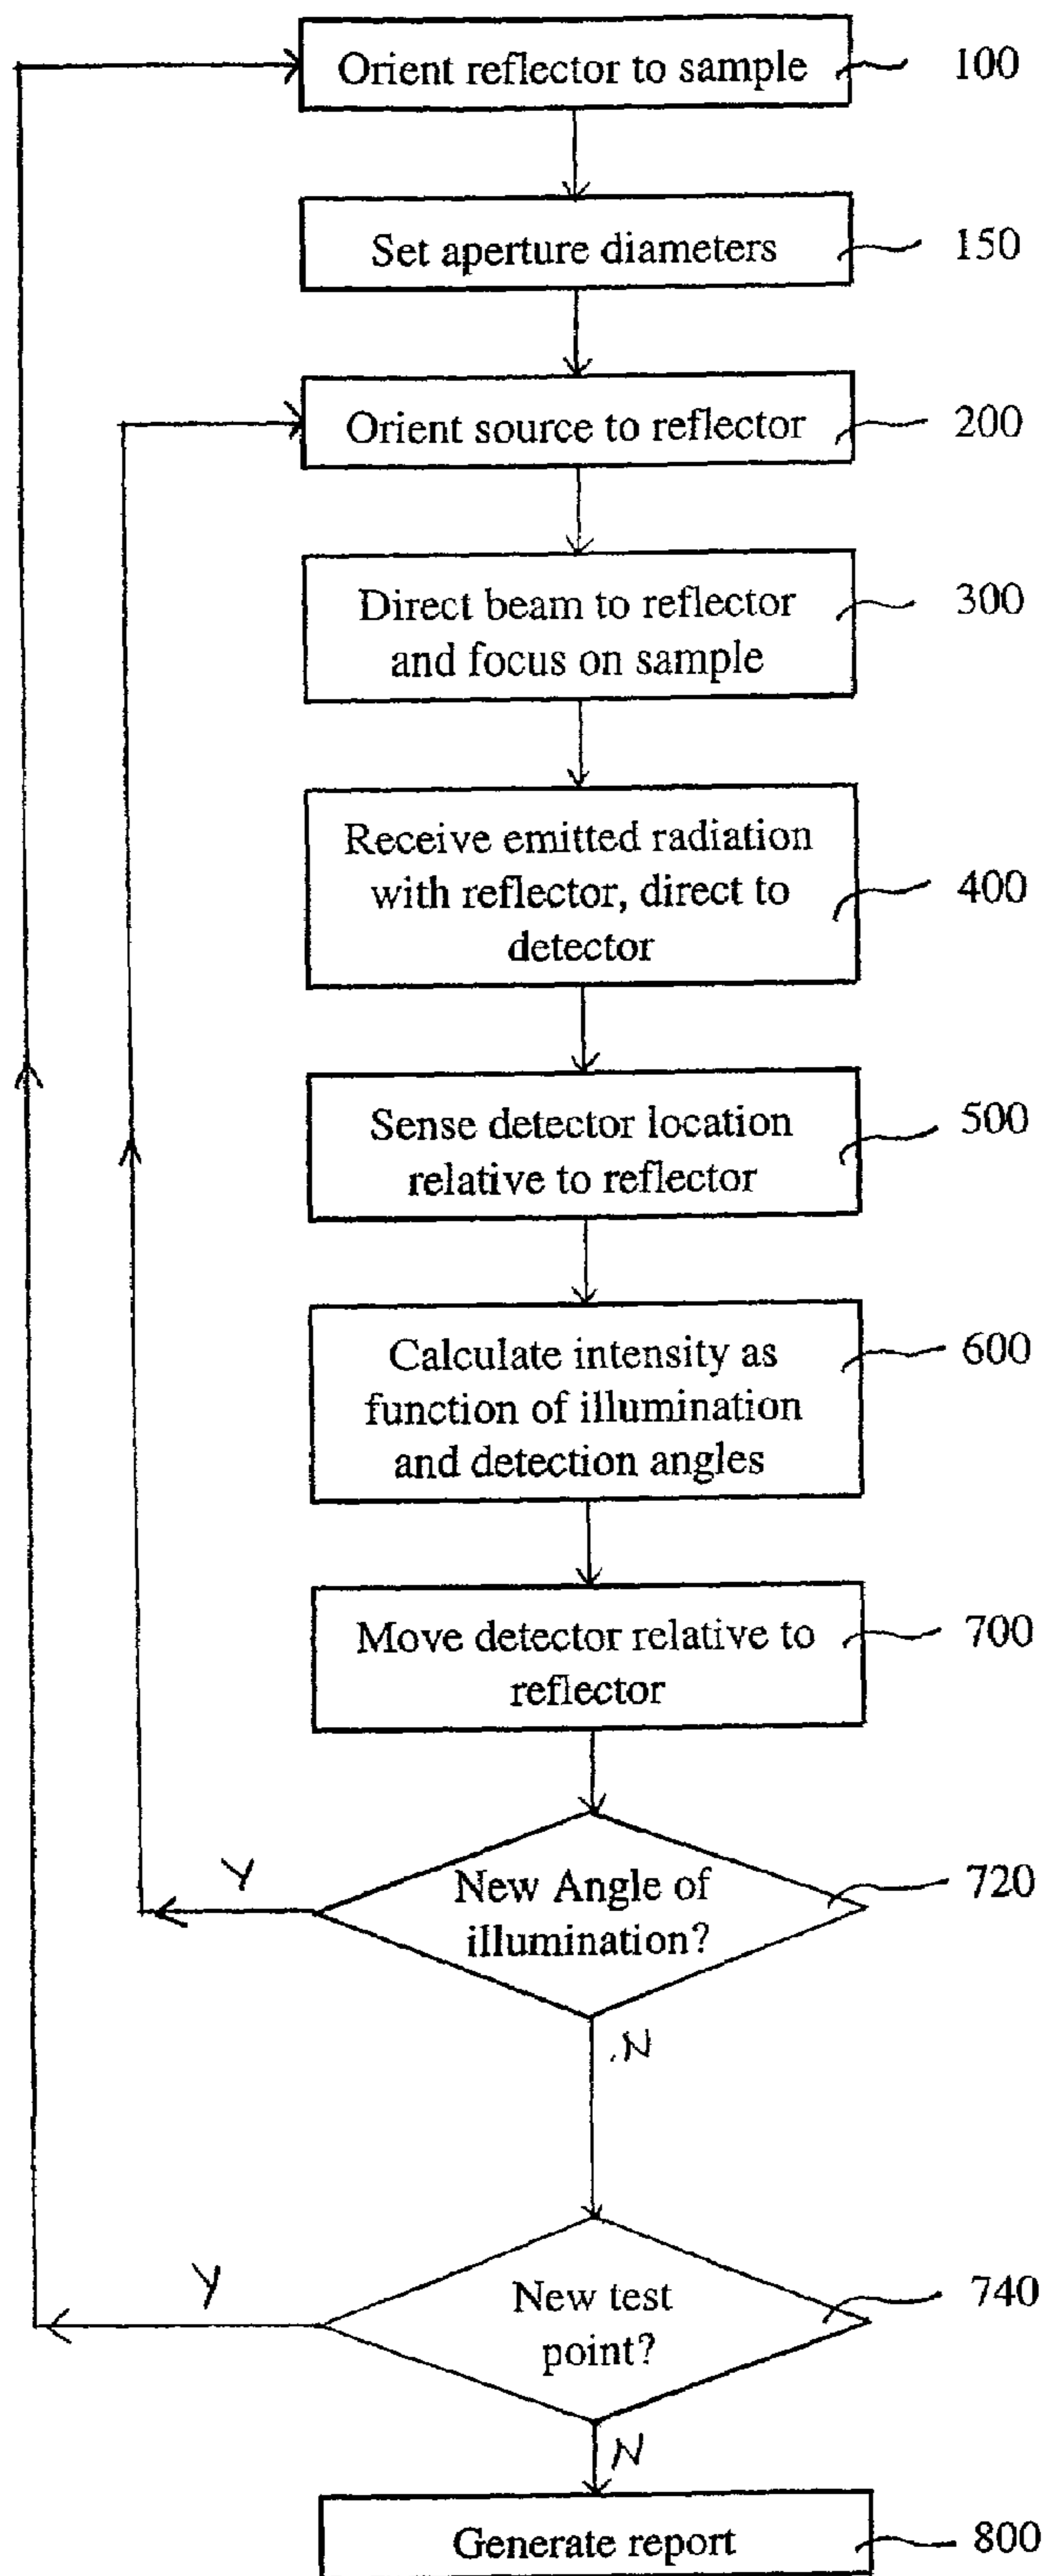 Orient reflector to sample 100
Set aperture diameters 150
Orient source to reflector 200
Direct beam to reflector 300
and focus on sample
Receive emitted radiation
with reflector, direct to 400
detector
Sense detector location 500
relative to reflector
Calculate intensity as 600
function of illumination
and detection angles
Move detector relative to 700
reflector
New Angle of 720
illumination?
Y
N
New test 740
point?
Y
N
Generate report 800